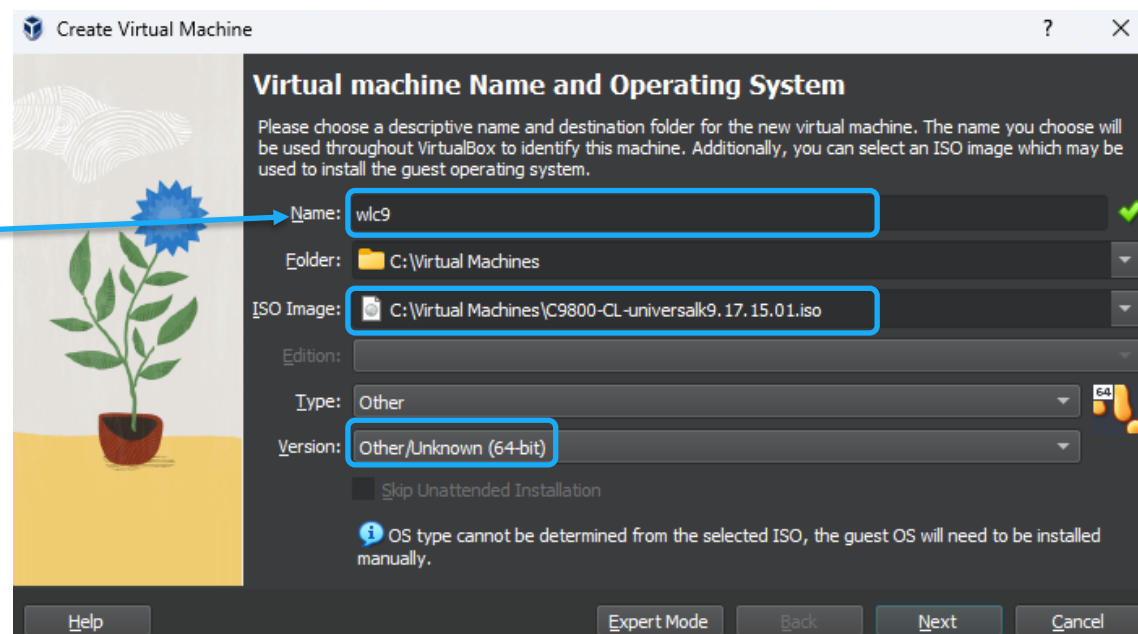 Create Virtual Machine
?
Virtual machine Name and Operating System
Please choose a descriptive name and destination folder for the new virtual machine. The name you choose will
be used throughout VirtualBox to identify this machine. Additionally, you can select an ISO image which may be
used to install the guest operating system.
Name: wlc9
Folder: C:\Virtual Machines
ISO Image: C:\Virtual Machines\C9800-CL-universalk9.17.15.01.iso
Edition:
Type: Other
64
Version: Other/Unknown (64-bit)
Skip Unattended Installation
OS type cannot be determined from the selected ISO, the guest OS will need to be installed
manually.
Help Expert Mode Back Next Cancel